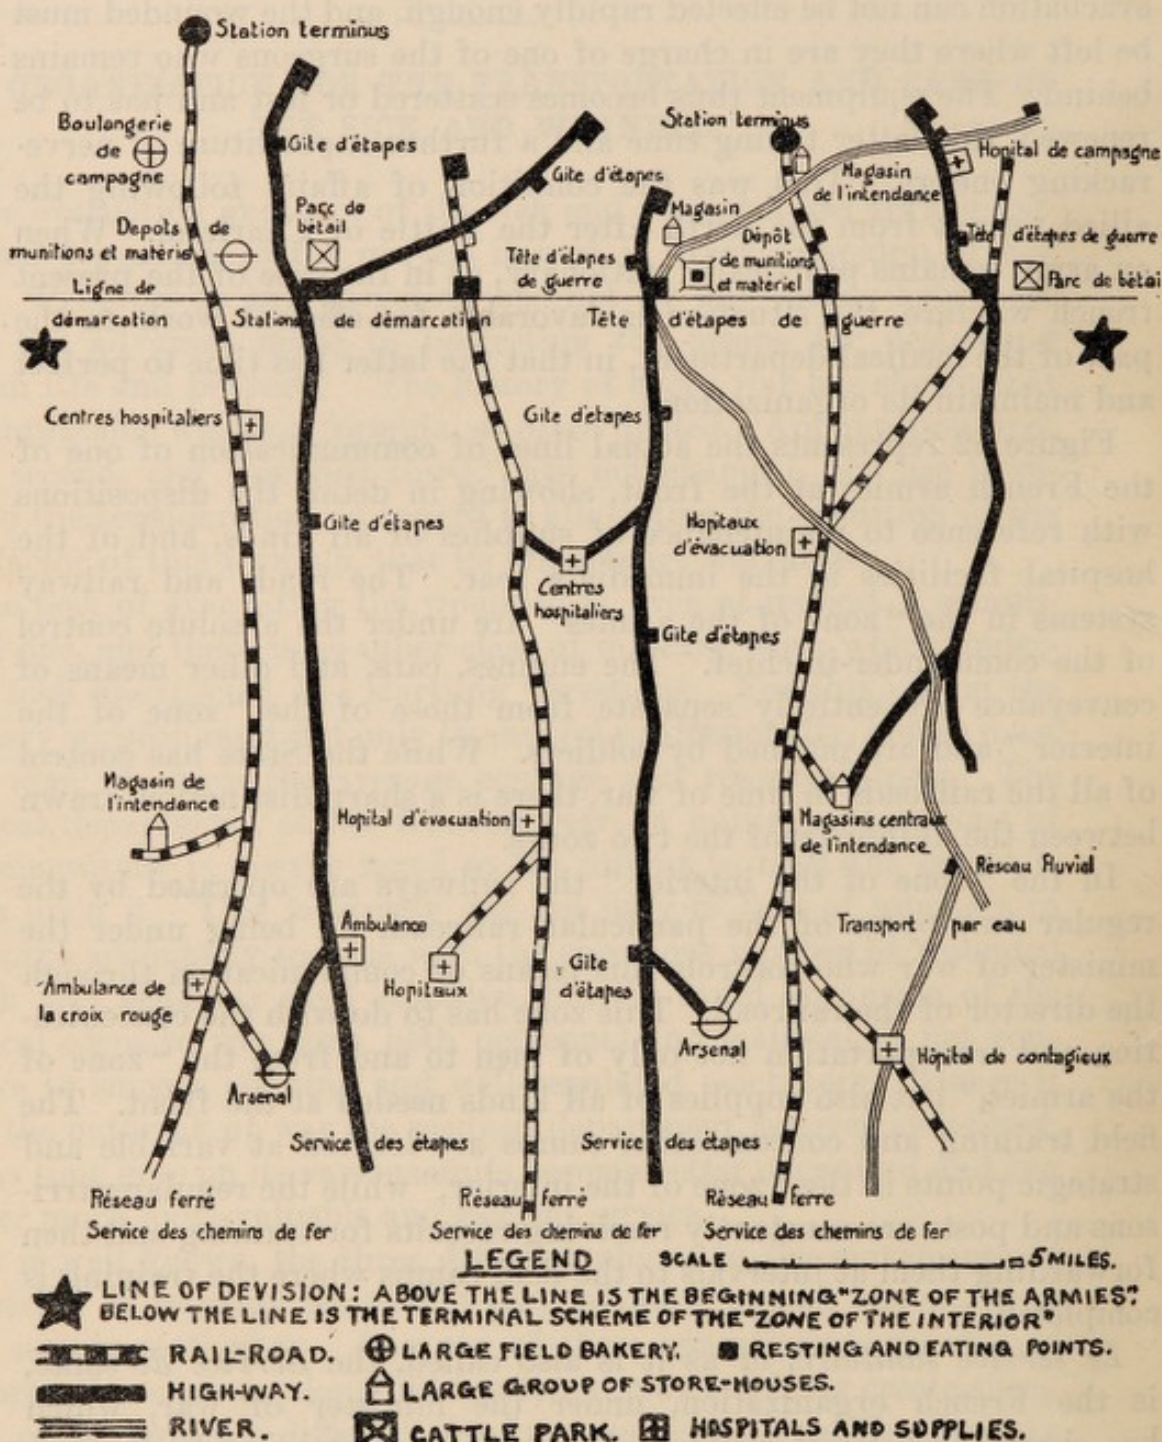 Station terminus
Boulangerie
de
campagne
Gite d'étapes
Gite d'étapes
Station terminus
Hopital de campagne
Magasin
de l'intendance
Parc de
bétail
Magasin
Depots de
munitions et matériel
Tête d'étapes
de guerre
Dépôt
de munitions
et matériel
Tête d'étapes de guerre
Parc de bétai
Ligne de
démarcation
Stations de démarcation
Tête d'étapes de guerre
Centres hospitaliers
Gite d'etapes
Gite d'étapes
Hopitaux
d'évacuation
Centres
hospitaliers
Gite d'étapes
Magasin de
l'intendance
Hopital d'évacuation
Magasins centraux
de l'intendance
Réseau fluvial
Ambulance
Transport par eau
Ambulance de
la croix rouge
Hopitaux
Gîte
d'étapes
Arsenal
Arsenal
Hôpital de contagieux
Service des étapes
Service des étapes
Réseau ferré
Service des chemins de fer
Réseau ferré
Service des chemins de fer
Réseau ferre
Service des chemins de fer
LEGEND
SCALE 5 MILES.
LINE OF DEVISION: ABOVE THE LINE IS THE BEGINNING "ZONE OF THE ARMIES".
BELOW THE LINE IS THE TERMINAL SCHEME OF THE "ZONE OF THE INTERIOR"
RAIL-ROAD. LARGE FIELD BAKERY. RESTING AND EATING POINTS.
HIGH-WAY. LARGE GROUP OF STORE-HOUSES.
RIVER. CATTLE PARK. HOSPITALS AND SUPPLIES.